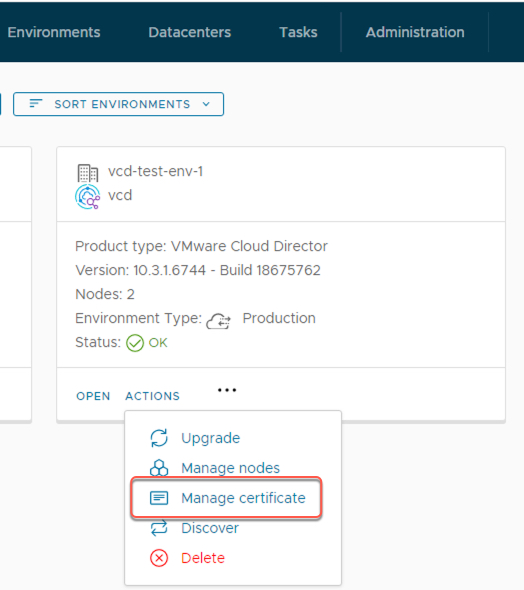 Environments Datacenters Tasks Administration
SORT ENVIRONMENTS
vcd-test-env-1
vcd
Product type: VMware Cloud Director
Version: 10.3.1.6744 - Build 18675762
Nodes: 2
Environment Type: Production
Status: OK
OPEN ACTIONS ...
Upgrade
Manage nodes
Manage certificate
Discover
Delete